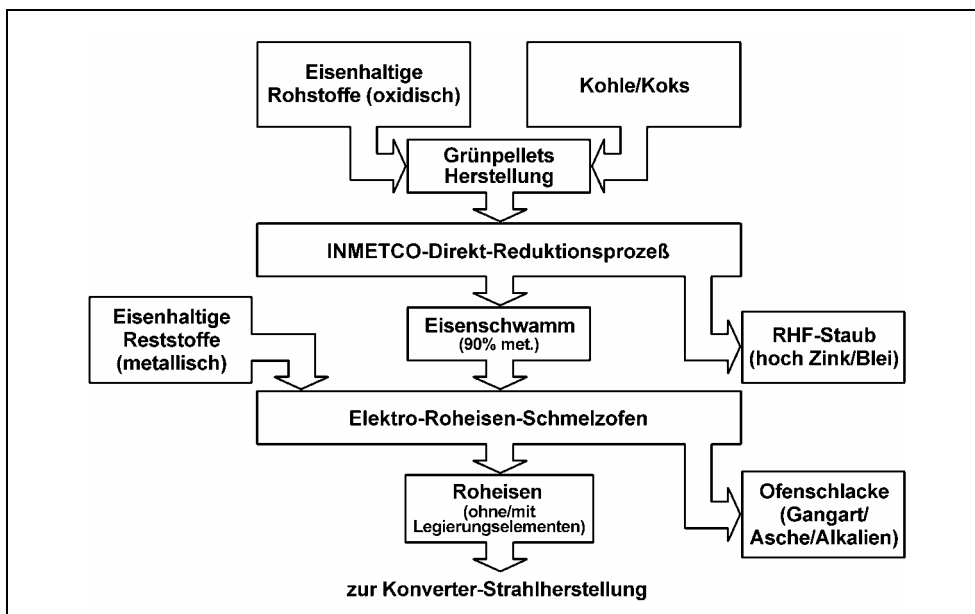 Eisenhaltige
Rohstoffe (oxidisch)
Kohle/Koks
Grünpellets
Herstellung
INMETCO-Direkt-Reduktionsprozeß
Eisenhaltige
Reststoffe
(metallisch)
Eisenschwamm
(90% met.)
RHF-Staub
(hoch Zink/Blei)
Elektro-Roheisen-Schmelzofen
Roheisen
(ohne/mit
Legierungselementen)
Ofenschlacke
(Gangart/
Asche/Alkalien)
zur Konverter-Strahlherstellung